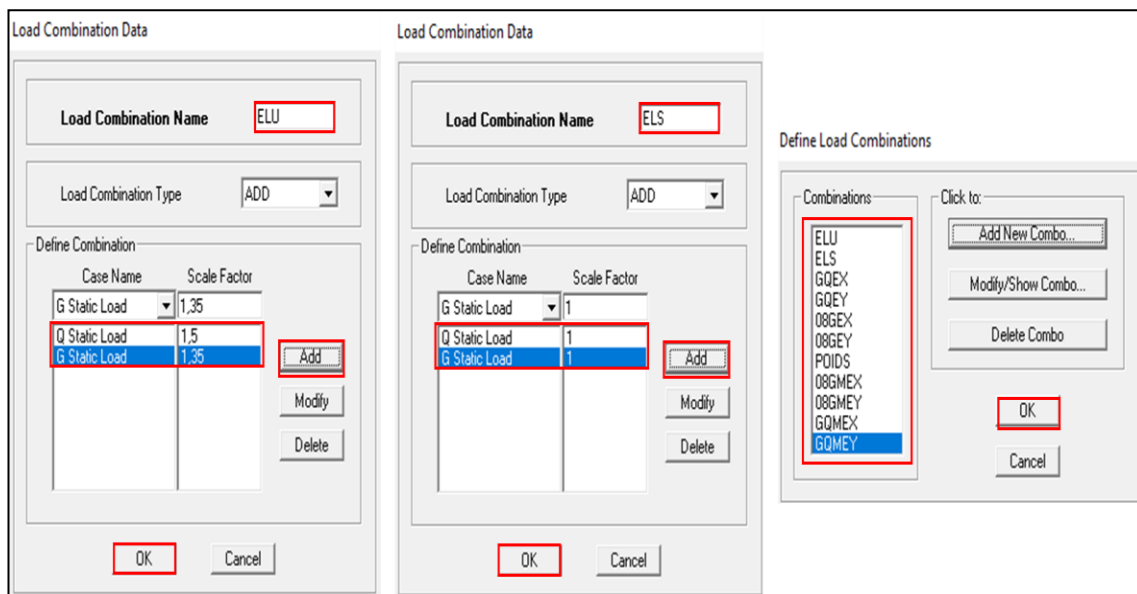 Load Combination Data
Load Combination Name ELU
Load Combination Type ADD
Define Combination
Case Name Scale Factor
G Static Load 1,35
Q Static Load 1,5
G Static Load 1,35
Add
Modify
Delete
OK Cancel
Load Combination Data
Load Combination Name ELS
Load Combination Type ADD
Define Combination
Case Name Scale Factor
G Static Load 1
Q Static Load 1
G Static Load 1
Add
Modify
Delete
OK Cancel
Define Load Combinations
Combinations
ELU
ELS
GQEX
GQEY
08GEX
08GEY
POIDS
08GMEX
08GMEY
GQMEX
GQMEY
Click to:
Add New Combo...
Modify/Show Combo...
Delete Combo
OK
Cancel